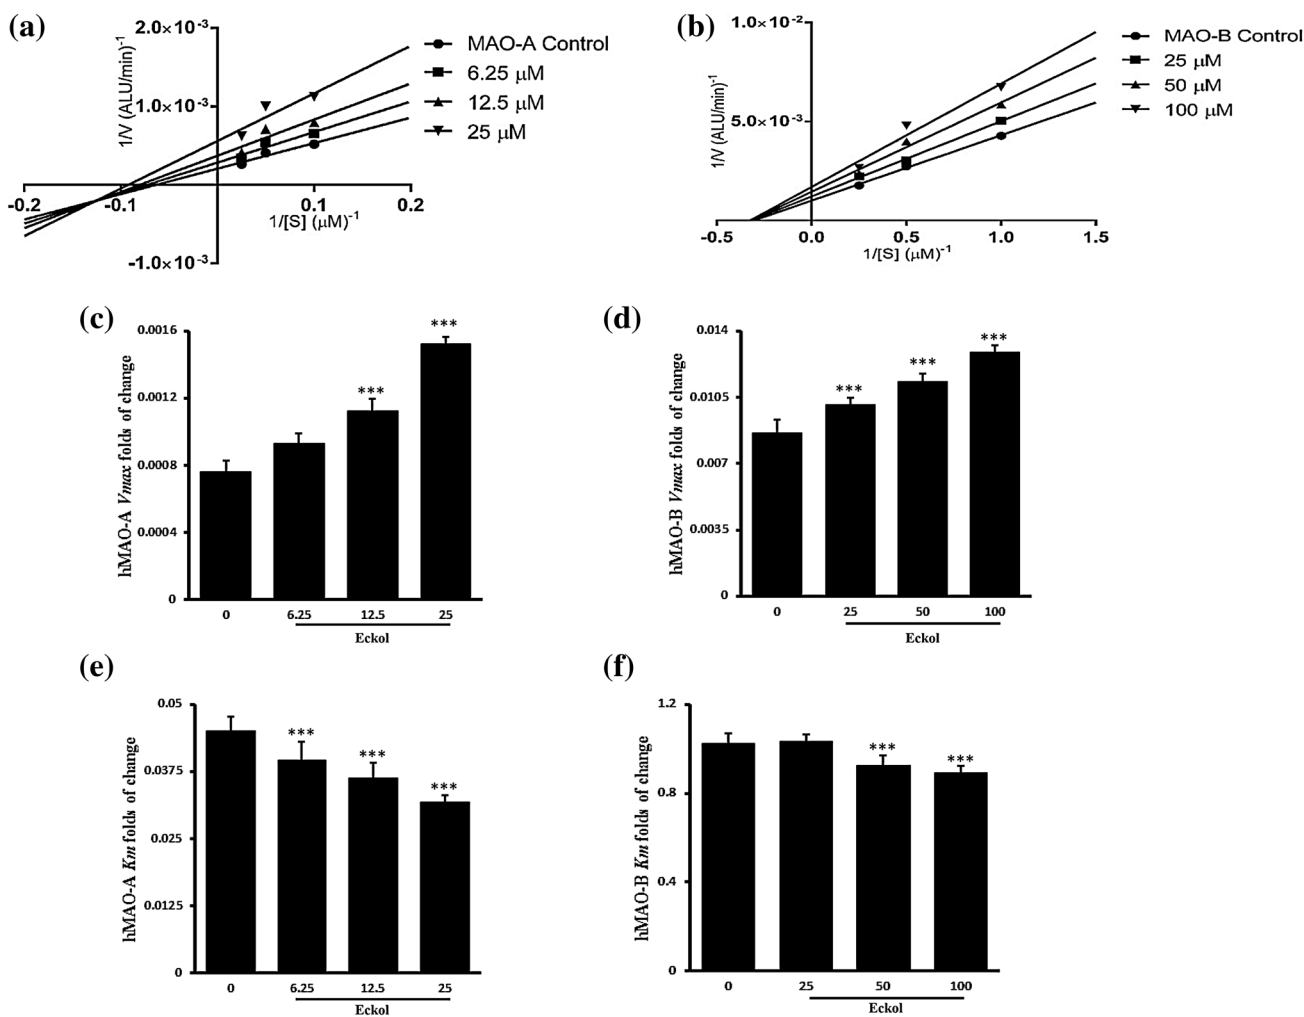 (a)
2.0×10⁻³
1.0×10⁻³
-1.0×10⁻³
1/V (ALU/min)⁻¹
-0.2
-0.1
0.1
0.2
1/[S] (μM)⁻¹
MAO-A Control
6.25 μM
12.5 μM
25 μM
(b)
1.0×10⁻²
5.0×10⁻³
1/V (ALU/min)⁻¹
-0.5
0.0
0.5
1.0
1.5
1/[S] (μM)⁻¹
MAO-B Control
25 μM
50 μM
100 μM
(c)
hMAO-A Vmax folds of change
0.0016
0.0012
0.0008
0.0004
0
***
***
0
6.25
12.5
25
Eckol
(d)
hMAO-B Vmax folds of change
0.014
0.0105
0.007
0.0035
0
***
***
***
0
25
50
100
Eckol
(e)
hMAO-A Km folds of change
0.05
0.0375
0.025
0.0125
0
***
***
***
0
6.25
12.5
25
Eckol
(f)
hMAO-B Km folds of change
1.2
0.8
0.4
0
***
***
0
25
50
100
Eckol